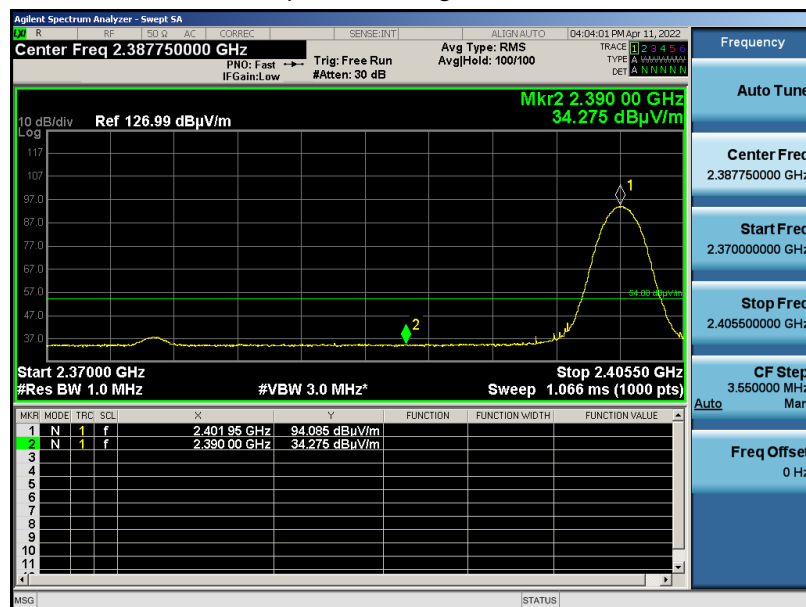 Agilent Spectrum Analyzer - Swept SA
LXI R RF 50 Ω AC CORREC SENSE:INT ALIGN AUTO 04:04:01 PM Apr 11, 2022
Center Freq 2.387750000 GHz
PNO: Fast
IFGain:Low
Trig: Free Run
#Atten: 30 dB
Avg Type: RMS
Avg|Hold: 100/100
TRACE 1 2 3 4 5 6
TYPE A
DET A N N N N N
Mkr2 2.390 00 GHz
34.275 dBµV/m
10 dB/div Ref 126.99 dBµV/m
Log
117
107
97.0
87.0
77.0
67.0
57.0
47.0
37.0
1
2
54.00 dBµV/m
Start 2.37000 GHz Stop 2.40550 GHz
#Res BW 1.0 MHz #VBW 3.0 MHz* Sweep 1.066 ms (1000 pts)
MKR MODE TRC SCL X Y FUNCTION FUNCTION WIDTH FUNCTION VALUE
1 N 1 f 2.401 95 GHz 94.085 dBµV/m
2 N 1 f 2.390 00 GHz 34.275 dBµV/m
3
4
5
6
7
8
9
10
11
MSG STATUS
Frequency
Auto Tune
Center Freq
2.387750000 GHz
Start Freq
2.370000000 GHz
Stop Freq
2.405500000 GHz
CF Step
3.550000 MHz
Auto Man
Freq Offset
0 Hz